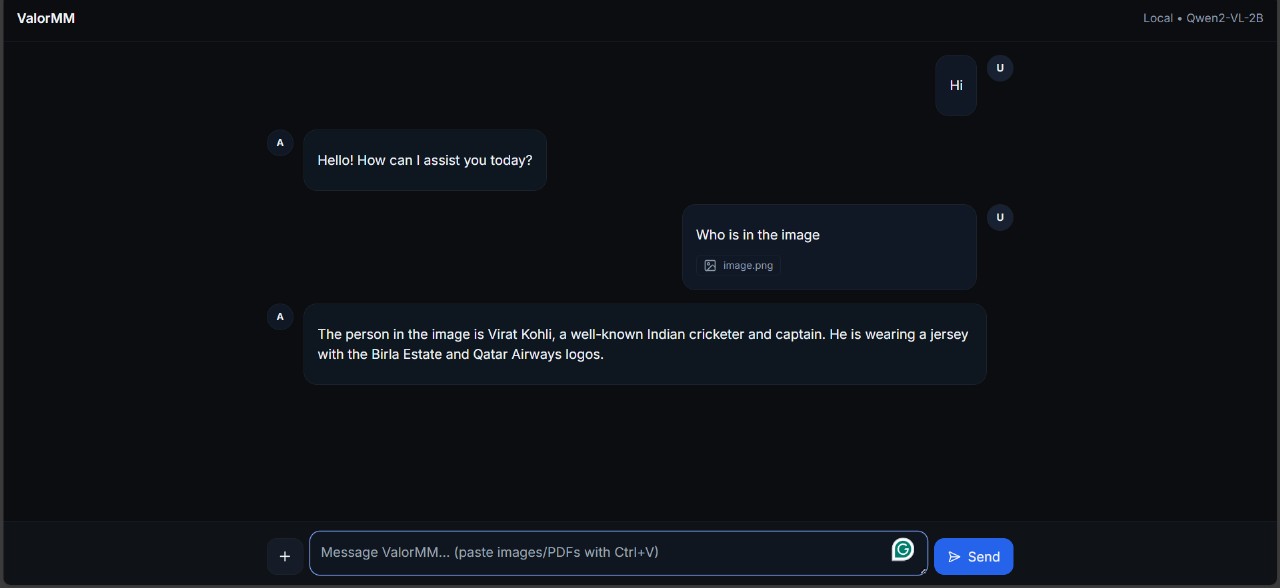 ValorMM
Local • Qwen2-VL-2B
U
Hi
A
Hello! How can I assist you today?
U
Who is in the image
image.png
A
The person in the image is Virat Kohli, a well-known Indian cricketer and captain. He is wearing a jersey
with the Birla Estate and Qatar Airways logos.
+
Message ValorMM... (paste images/PDFs with Ctrl+V)
G
Send